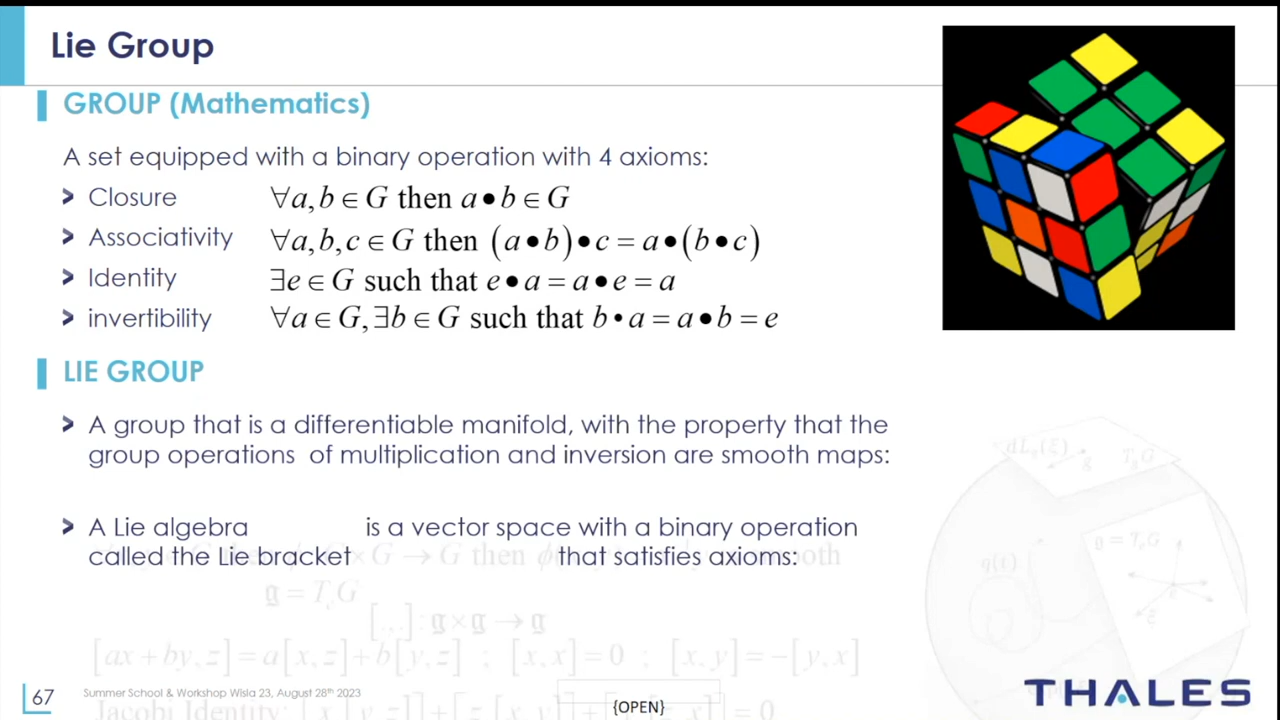 Lie Group
GROUP (Mathematics)
A set equipped with a binary operation with 4 axioms:
Closure ∀a,b ∈ G then a • b ∈ G
Associativity ∀a,b,c ∈ G then (a • b) • c = a • (b • c)
Identity ∃e ∈ G such that e • a = a • e = a
invertibility ∀a ∈ G, ∃b ∈ G such that b • a = a • b = e
LIE GROUP
A group that is a differentiable manifold, with the property that the
group operations of multiplication and inversion are smooth maps:
A Lie algebra is a vector space with a binary operation
called the Lie bracket that satisfies axioms:
𝔤 = TₑG
[.,.] : 𝔤 × 𝔤 → 𝔤
[ax + by, z] = a[x, z] + b[y, z] ; [x, x] = 0 ; [x, y] = −[y, x]
67
Summer School & Workshop Wisla 23, August 28th 2023
Jacobi Identity:
{OPEN}
THALES